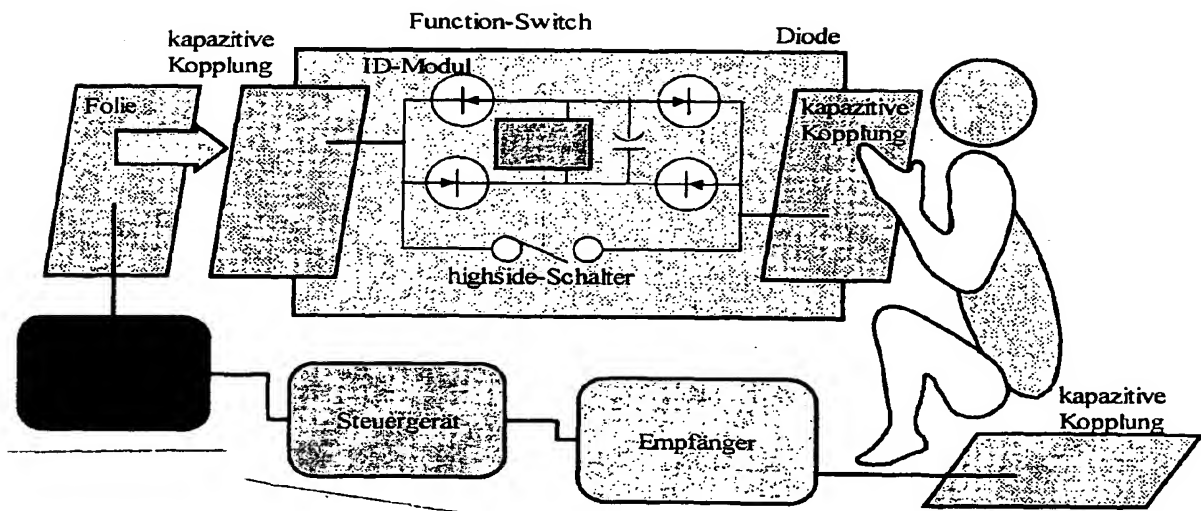 Function-Switch
kapazitive
Kopplung
Diode
ID-Modul
Folie
kapazitive
Kopplung
highside-Schalter
Steuergerät
Empfänger
kapazitive
Kopplung